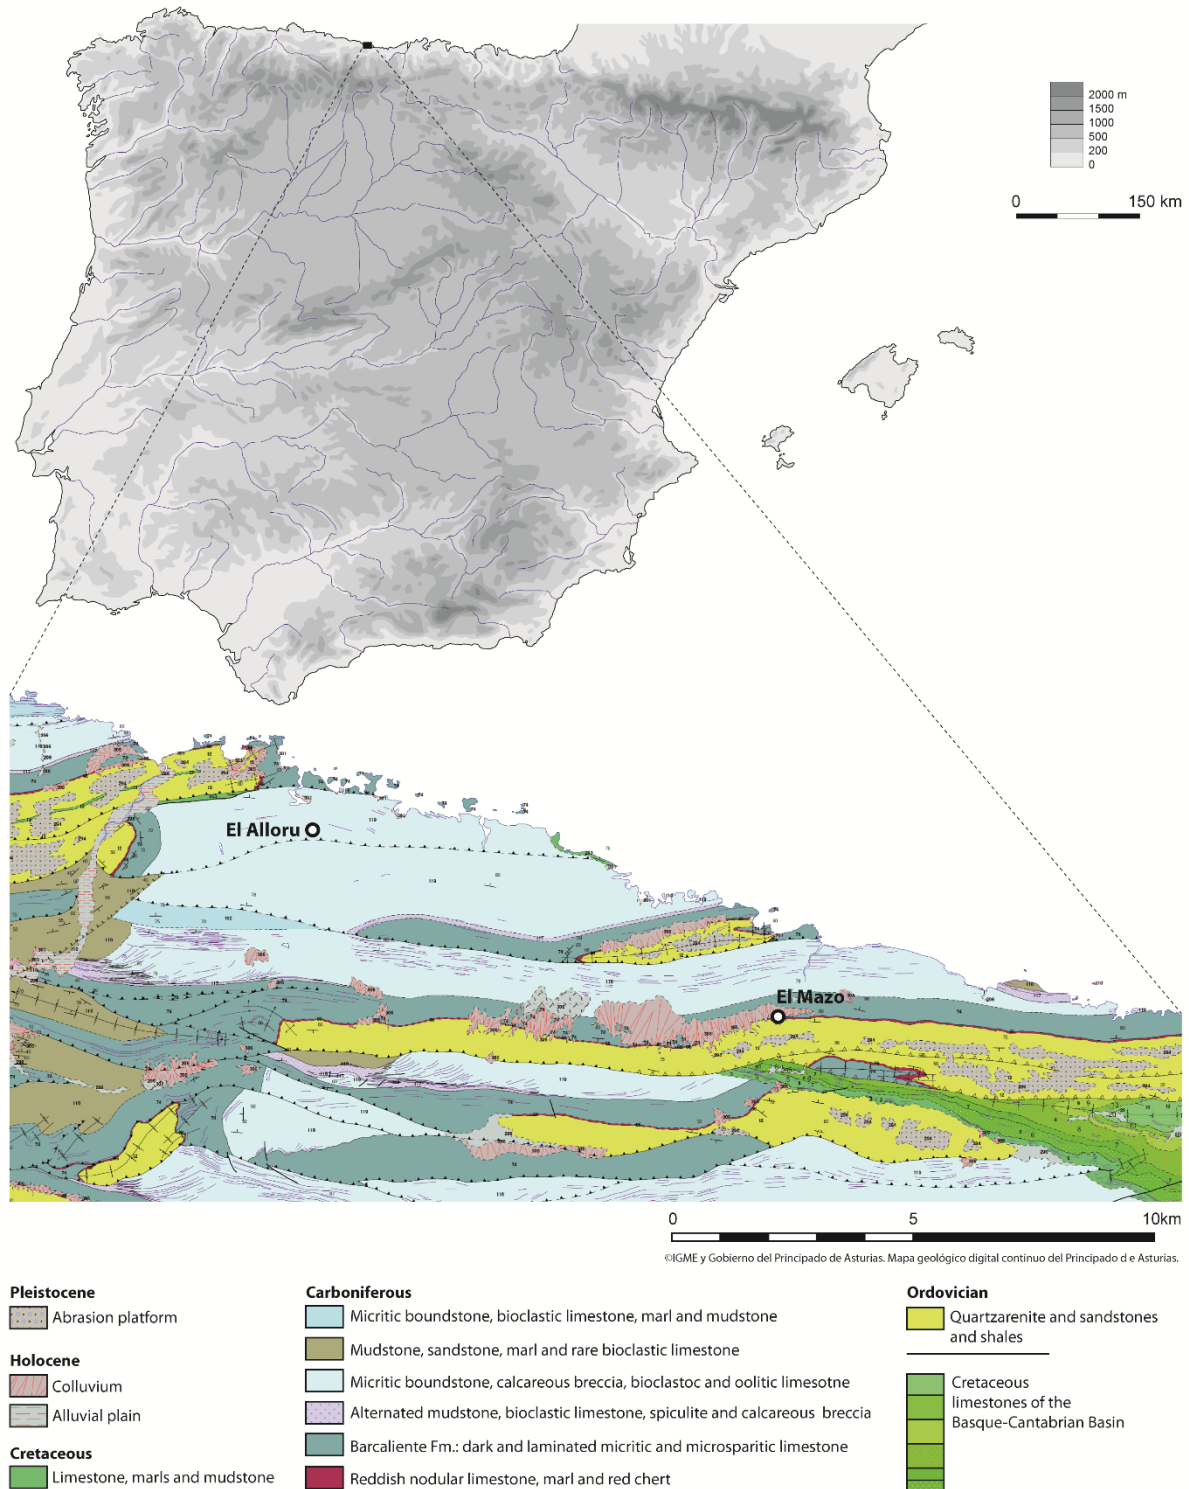 2000 m
1500
1000
500
200
0
0 150 km
El Alloru
El Mazo
0 5 10km
©IGME y Gobierno del Principado de Asturias. Mapa geológico digital continuo del Principado d e Asturias.
Pleistocene
Abrasion platform
Holocene
Colluvium
Alluvial plain
Cretaceous
Limestone, marls and mudstone
Carboniferous
Micritic boundstone, bioclastic limestone, marl and mudstone
Mudstone, sandstone, marl and rare bioclastic limestone
Micritic boundstone, calcareous breccia, bioclastoc and oolitic limesotne
Alternated mudstone, bioclastic limestone, spiculite and calcareous breccia
Barcaliente Fm.: dark and laminated micritic and microsparitic limestone
Reddish nodular limestone, marl and red chert
Ordovician
Quartzarenite and sandstones
and shales
Cretaceous
limestones of the
Basque-Cantabrian Basin